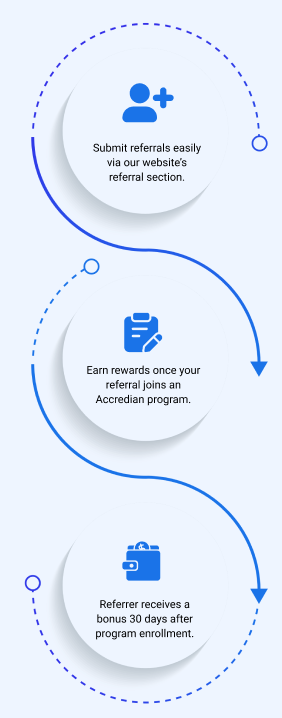 Submit referrals easily
via our website's
referral section.
Earn rewards once your
referral joins an
Accredian program.
Referrer receives a
bonus 30 days after
program enrollment.